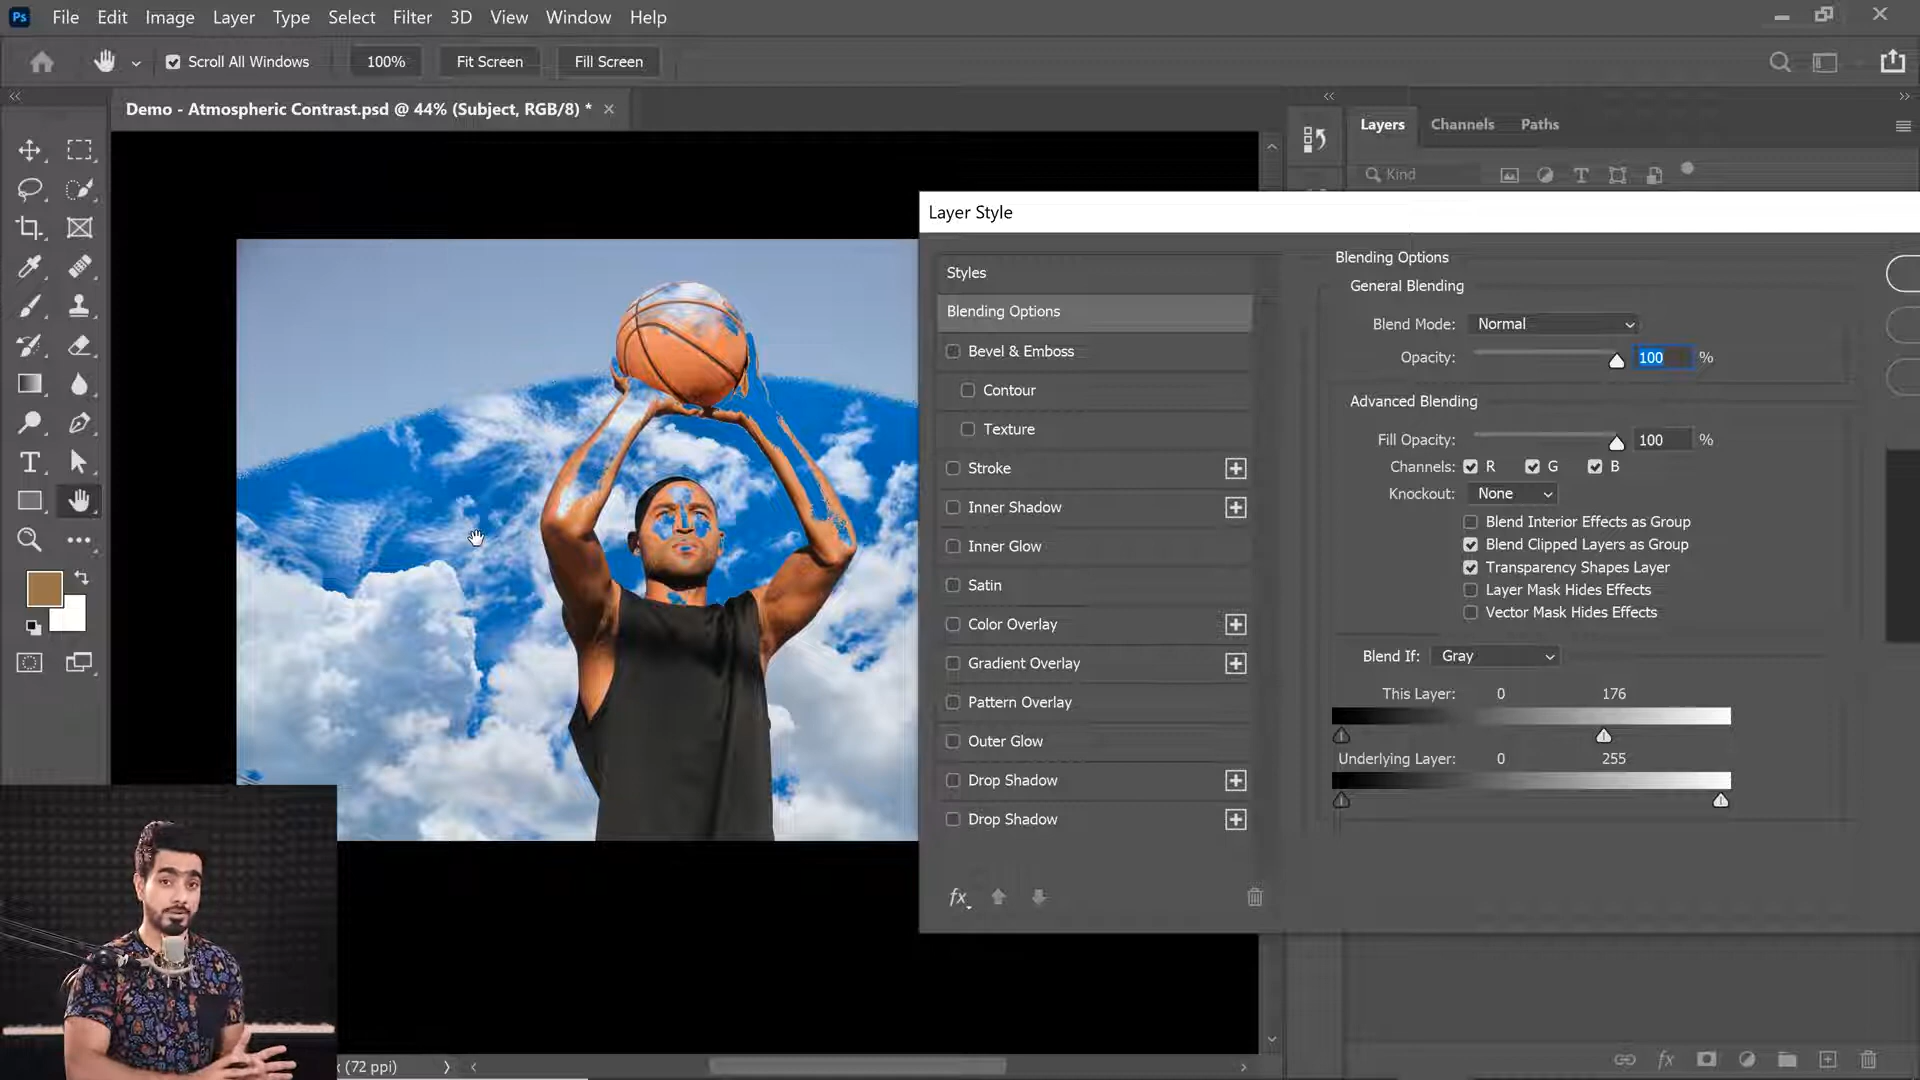 Ps File Edit Image Layer Type Select Filter 3D View Window Help
Scroll All Windows 100% Fit Screen Fill Screen
Demo - Atmospheric Contrast.psd @ 44% (Subject, RGB/8) *
Layers Channels Paths
Kind
Layer Style
Styles
Blending Options
Bevel & Emboss
Contour
Texture
Stroke
Inner Shadow
Inner Glow
Satin
Color Overlay
Gradient Overlay
Pattern Overlay
Outer Glow
Drop Shadow
Drop Shadow
fx
Blending Options
General Blending
Blend Mode: Normal
Opacity: 100 %
Advanced Blending
Fill Opacity: 100 %
Channels: R G B
Knockout: None
Blend Interior Effects as Group
Blend Clipped Layers as Group
Transparency Shapes Layer
Layer Mask Hides Effects
Vector Mask Hides Effects
Blend If: Gray
This Layer: 0 176
Underlying Layer: 0 255
(72 ppi)
fx